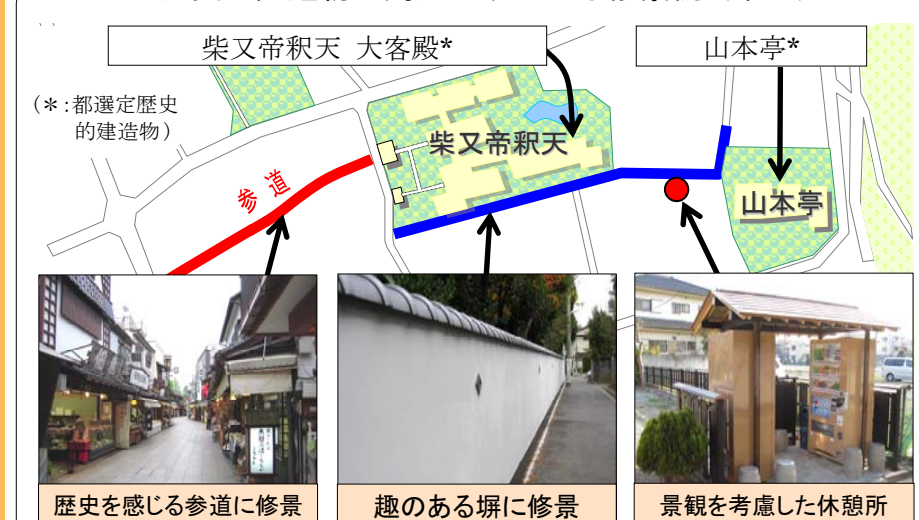 柴又帝釈天 大客殿*
山本亭*
(*:都選定歴史
的建造物)
柴又帝釈天
参道
山本亭
歴史を感じる参道に修景
趣のある塀に修景
景観を考慮した休憩所